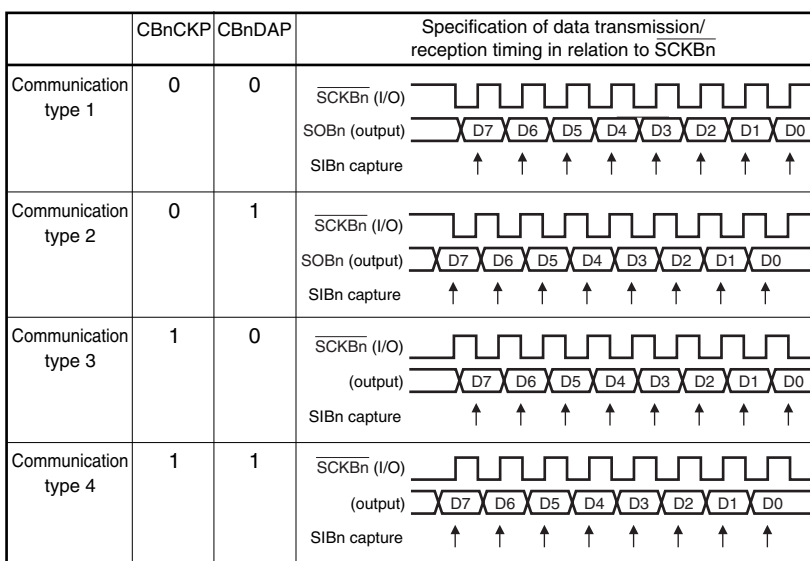 CBnCKP CBnDAP Specification of data transmission/
reception timing in relation to SCKBn
Communication
type 1
0 0
SCKBn (I/O)
SOBn (output) D7 D6 D5 D4 D3 D2 D1 D0
SIBn capture
Communication
type 2
0 1
SCKBn (I/O)
SOBn (output) D7 D6 D5 D4 D3 D2 D1 D0
SIBn capture
Communication
type 3
1 0
SCKBn (I/O)
(output) D7 D6 D5 D4 D3 D2 D1 D0
SIBn capture
Communication
type 4
1 1
SCKBn (I/O)
(output) D7 D6 D5 D4 D3 D2 D1 D0
SIBn capture